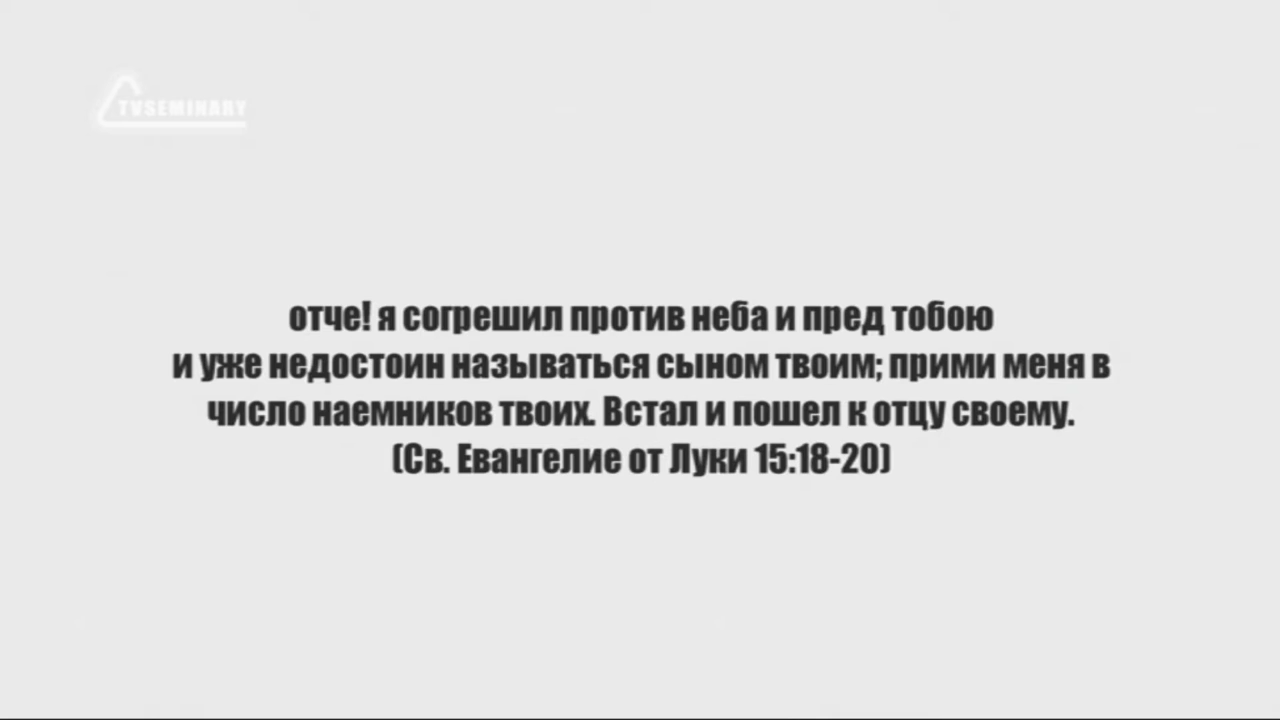 TVSEMINARY
отче! я согрешил против неба и пред тобою
и уже недостоин называться сыном твоим; прими меня в
число наемников твоих. Встал и пошел к отцу своему.
(Св. Евангелие от Луки 15:18-20)